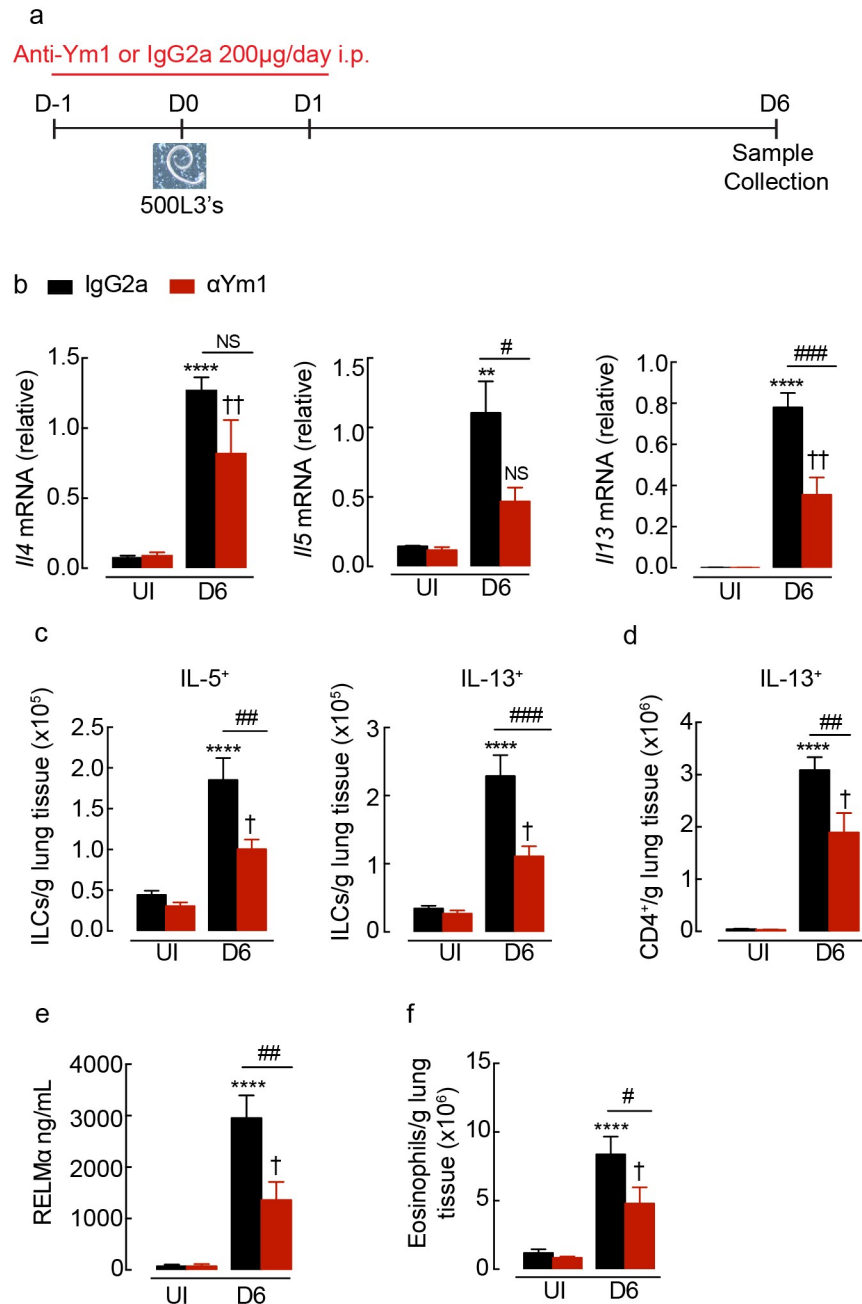 a
Anti-Ym1 or IgG2a 200µg/day i.p.
D-1 D0 D1 D6
500L3's
Sample
Collection
b IgG2a αYm1
Il4 mRNA (relative)
1.5
1.0
0.5
0.0
****
††
NS
UI D6
Il5 mRNA (relative)
1.5
1.0
0.5
0.0
**
NS
#
UI D6
Il13 mRNA (relative)
1.0
0.8
0.6
0.4
0.2
0.0
****
††
###
UI D6
c
IL-5⁺
ILCs/g lung tissue (x10⁵)
2.5
2.0
1.5
1.0
0.5
0.0
****
†
##
UI D6
IL-13⁺
ILCs/g lung tissue (x10⁵)
3
2
1
0
****
†
###
UI D6
d
IL-13⁺
CD4⁺/g lung tissue (x10⁶)
4
3
2
1
0
****
†
##
UI D6
e
RELMα ng/mL
4000
3000
2000
1000
0
****
†
##
UI D6
f
Eosinophils/g lung
tissue (x10⁶)
15
10
5
0
****
†
#
UI D6